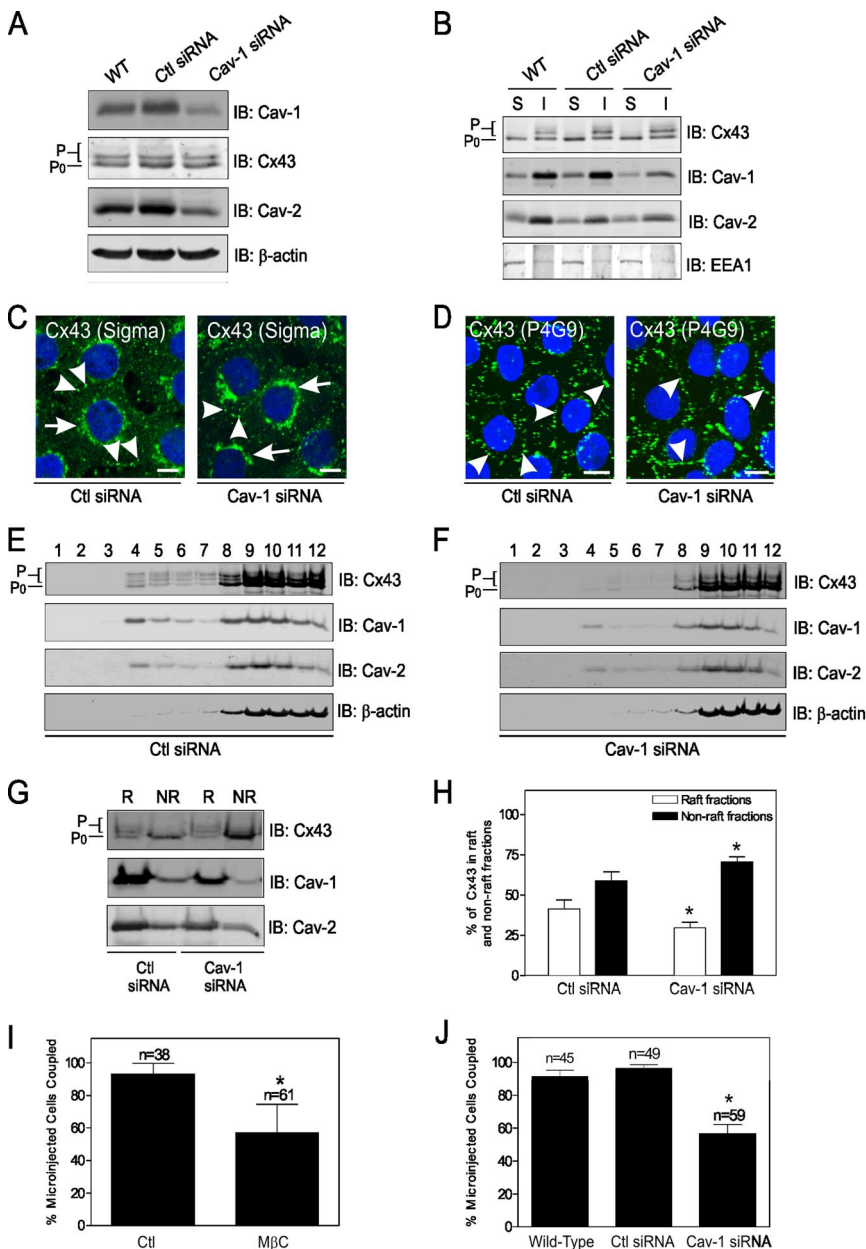 A
WT Ctl siRNA Cav-1 siRNA
IB: Cav-1
P
P0
IB: Cx43
IB: Cav-2
IB: β-actin
B
WT Ctl siRNA Cav-1 siRNA
S I S I S I
P
P0
IB: Cx43
IB: Cav-1
IB: Cav-2
IB: EEA1
C
Cx43 (Sigma) Cx43 (Sigma)
Ctl siRNA Cav-1 siRNA
D
Cx43 (P4G9) Cx43 (P4G9)
Ctl siRNA Cav-1 siRNA
E
1 2 3 4 5 6 7 8 9 10 11 12
P
P0
IB: Cx43
IB: Cav-1
IB: Cav-2
IB: β-actin
Ctl siRNA
F
1 2 3 4 5 6 7 8 9 10 11 12
P
P0
IB: Cx43
IB: Cav-1
IB: Cav-2
IB: β-actin
Cav-1 siRNA
G
R NR R NR
P
P0
IB: Cx43
IB: Cav-1
IB: Cav-2
Ctl siRNA
Cav-1 siRNA
H
% of Cx43 in raft
and non-raft fractions
100
75
50
25
0
Raft fractions
Non-raft fractions
*
*
Ctl siRNA Cav-1 siRNA
I
% Microinjected Cells Coupled
100
80
60
40
20
0
n=38
*
n=61
Ctl MβC
J
% Microinjected Cells Coupled
100
80
60
40
20
0
n=45
n=49
*
n=59
Wild-Type Ctl siRNA Cav-1 siRNA